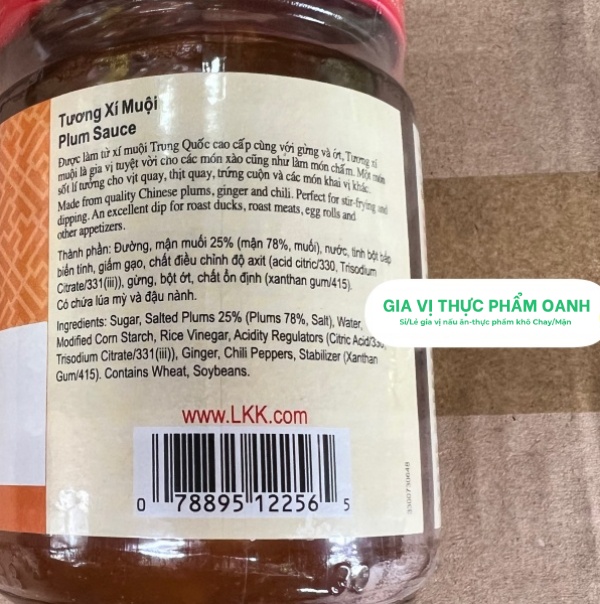 Tương Xí Muội
Plum Sauce
Được làm từ xí muội Trung Quốc cao cấp cùng với gừng và ớt, Tương xí
muội là gia vị tuyệt vời cho các món xào cũng như làm món chấm. Một món
sốt lí tưởng cho vịt quay, thịt quay, trứng cuộn và các món khai vị khác.
Made from quality Chinese plums, ginger and chili. Perfect for stir-frying and
dipping. An excellent dip for roast ducks, roast meats, egg rolls and
other appetizers.
Thành phần: Đường, mận muối 25% (mận 78%, muối), nước, tinh bột bắp
biến tính, giấm gạo, chất điều chỉnh độ axit (acid citric/330, Trisodium
Citrate/331(iii)), gừng, bột ớt, chất ổn định (xanthan gum/415).
Có chứa lúa mỳ và đậu nành.
Ingredients: Sugar, Salted Plums 25% (Plums 78%, Salt), Water,
Modified Corn Starch, Rice Vinegar, Acidity Regulators (Citric Acid/330,
Trisodium Citrate/331(iii)), Ginger, Chili Peppers, Stabilizer (Xanthan
Gum/415). Contains Wheat, Soybeans.
www.LKK.com
0 78895 12256 5
3300730648
GIA VỊ THỰC PHẨM OANH
Sỉ/Lẻ gia vị nấu ăn-thực phẩm khô Chay/Mặn